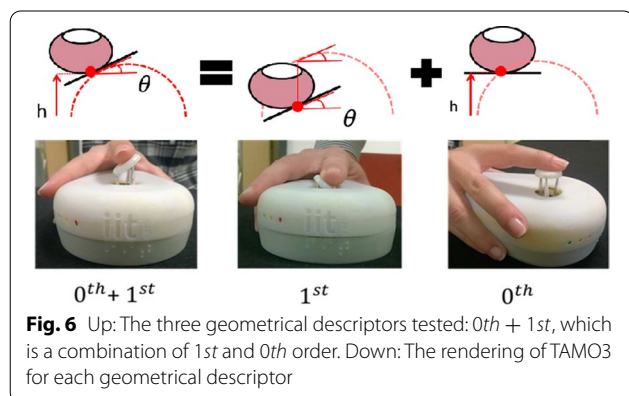 h θ = θ + h
iit iit
0th + 1st 1st 0th
Fig. 6 Up: The three geometrical descriptors tested: 0th + 1st, which
is a combination of 1st and 0th order. Down: The rendering of TAMO3
for each geometrical descriptor